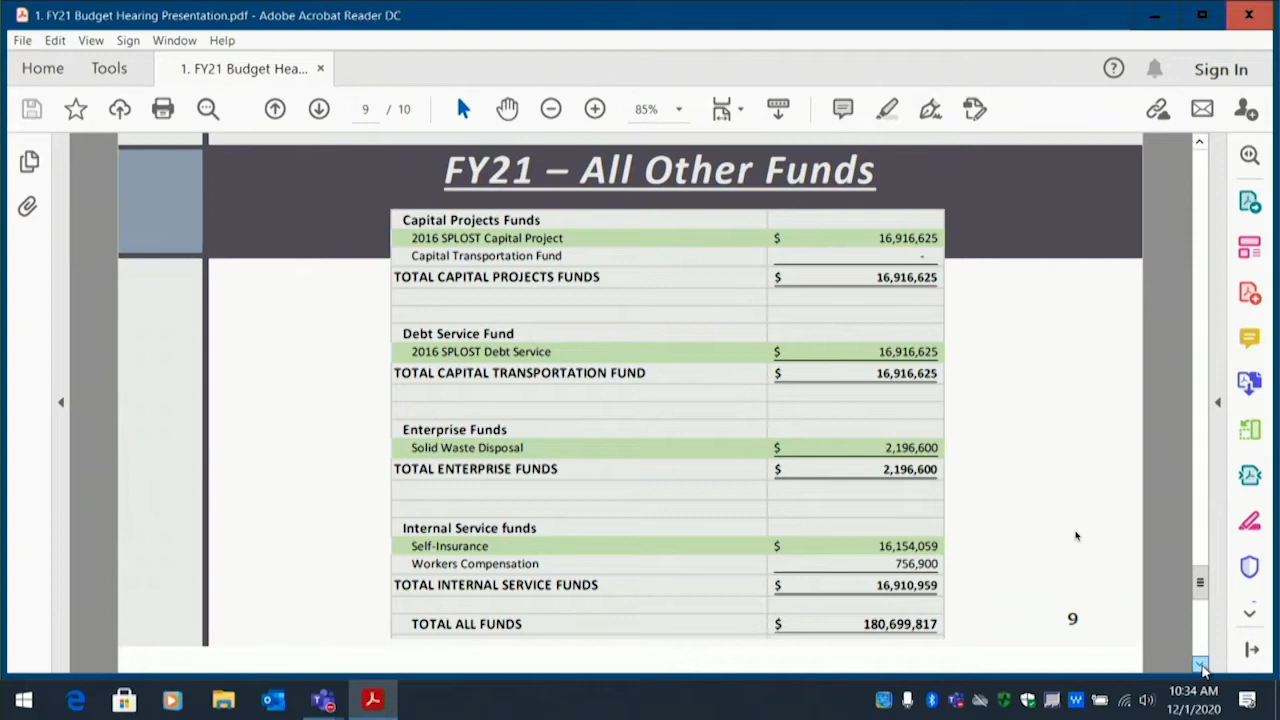 1. FY21 Budget Hearing Presentation.pdf - Adobe Acrobat Reader DC
File Edit View Sign Window Help
Home Tools 1. FY21 Budget Hea... × Sign In
9 / 10 85%
FY21 – All Other Funds
Capital Projects Funds
2016 SPLOST Capital Project $ 16,916,625
Capital Transportation Fund -
TOTAL CAPITAL PROJECTS FUNDS $ 16,916,625
Debt Service Fund
2016 SPLOST Debt Service $ 16,916,625
TOTAL CAPITAL TRANSPORTATION FUND $ 16,916,625
Enterprise Funds
Solid Waste Disposal $ 2,196,600
TOTAL ENTERPRISE FUNDS $ 2,196,600
Internal Service funds
Self-Insurance $ 16,154,059
Workers Compensation 756,900
TOTAL INTERNAL SERVICE FUNDS $ 16,910,959
TOTAL ALL FUNDS $ 180,699,817
9
10:34 AM
12/1/2020